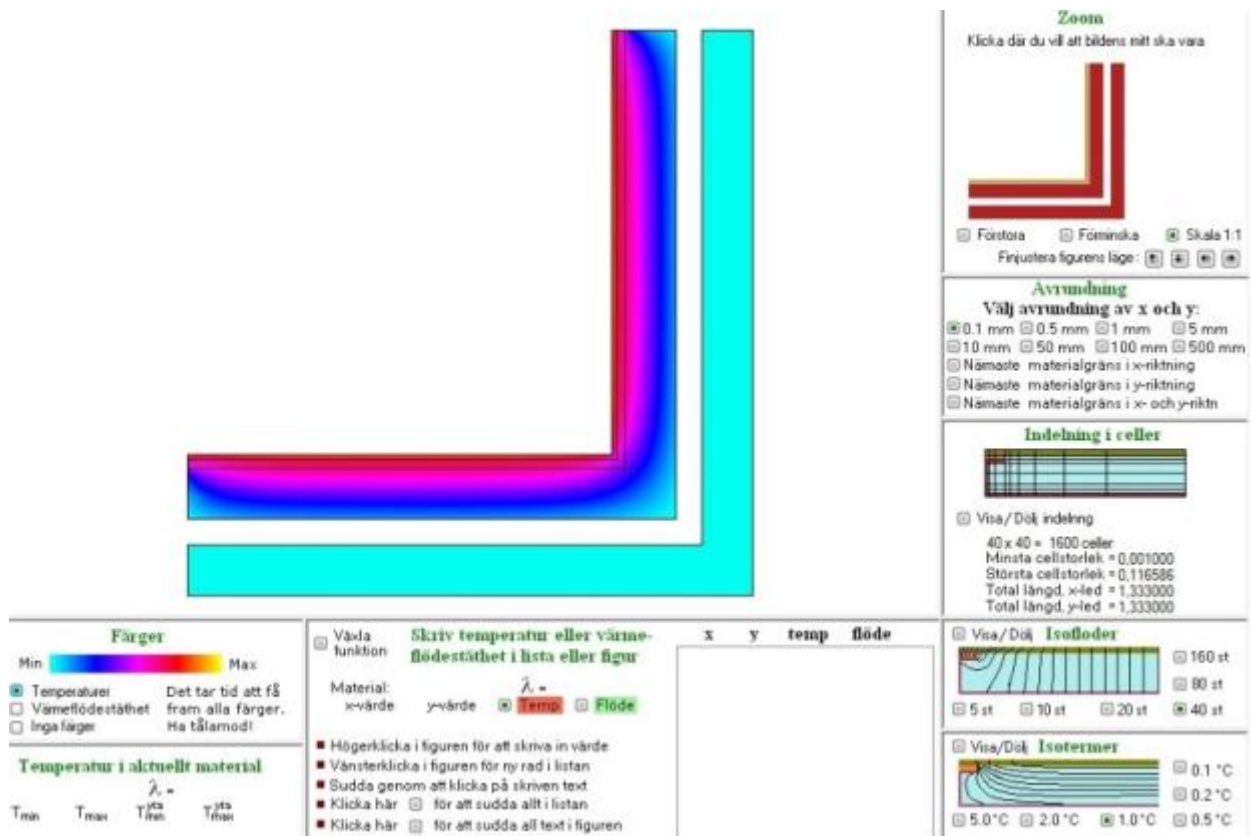 Zoom
Klicka där du vill att bildens mitt ska vara
Förstora Förminska Skala 1:1
Finjustera figurens läge:
Avrundning
Välj avrundning av x och y:
0.1 mm 0.5 mm 1 mm 5 mm
10 mm 50 mm 100 mm 500 mm
Närmaste materialgräns i x-riktning
Närmaste materialgräns i y-riktning
Närmaste materialgräns i x- och y-riktn
Indelning i celler
Visa/Dölj indelnng
40 x 40 = 1600 celler
Minsta cellstorlek = 0,001000
Största cellstorlek = 0,116586
Total längd, x-led = 1,333000
Total längd, y-led = 1,333000
Färger
Min Max
Temperaturer
Värmeflödestäthet
Inga färger
Det tar tid att få
fram alla färger.
Ha tålamod!
Temperatur i aktuellt material
λ =
Tmin Tmax Tmin yta Tmax yta
Växla
funktion
Skriv temperatur eller värme-
flödestäthet i lista eller figur
Material: λ =
x-värde y-värde Temp Flöde
Högerklicka i figuren för att skriva in värde
Vänsterklicka i figuren för ny rad i listan
Sudda genom att klicka på skriven text
Klicka här för att sudda allt i listan
Klicka här för att sudda all text i figuren
x y temp flöde
Visa/Dölj Isofloder
160 st
80 st
5 st 10 st 20 st 40 st
Visa/Dölj Isotermer
0.1 °C
0.2 °C
5.0°C 2.0 °C 1.0°C 0.5°C